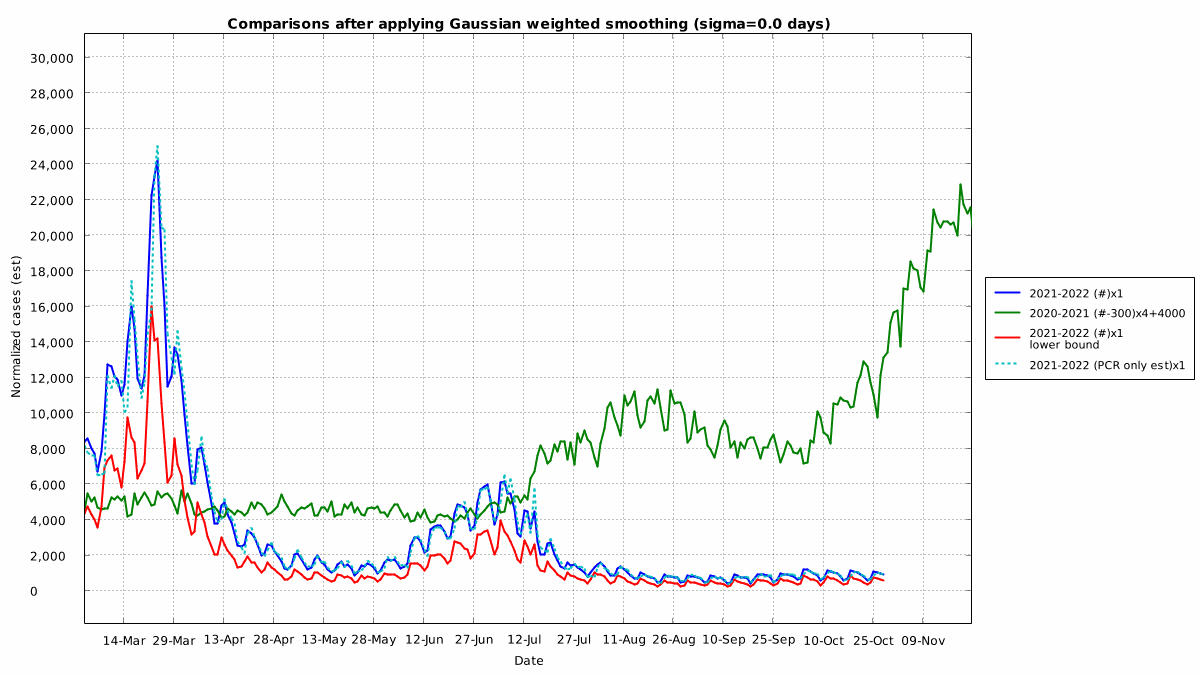 Comparisons after applying Gaussian weighted smoothing (sigma=0.0 days)
Normalized cases (est)
30,000
28,000
26,000
24,000
22,000
20,000
18,000
16,000
14,000
12,000
10,000
8,000
6,000
4,000
2,000
0
14-Mar 29-Mar 13-Apr 28-Apr 13-May 28-May 12-Jun 27-Jun 12-Jul 27-Jul 11-Aug 26-Aug 10-Sep 25-Sep 10-Oct 25-Oct 09-Nov
Date
2021-2022 (#)x1
2020-2021 (#-300)x4+4000
2021-2022 (#)x1
lower bound
2021-2022 (PCR only est)x1